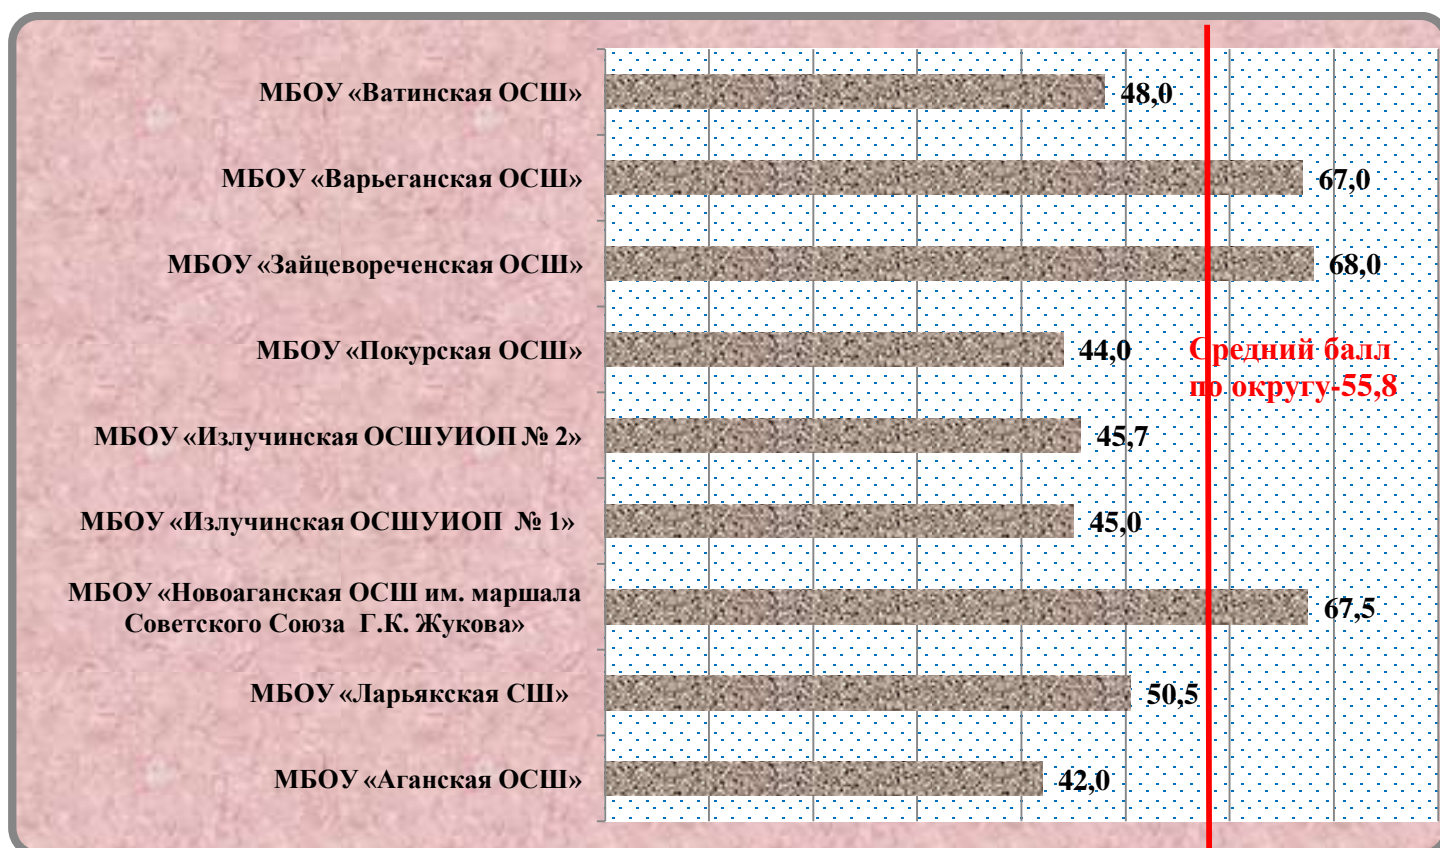 МБОУ «Ватинская ОСШ»
48,0
МБОУ «Варьеганская ОСШ»
67,0
МБОУ «Зайцевореченская ОСШ»
68,0
МБОУ «Покурская ОСШ»
44,0
Средний балл
по округу-55,8
МБОУ «Излучинская ОСШУИОП № 2»
45,7
МБОУ «Излучинская ОСШУИОП № 1»
45,0
МБОУ «Новоаганская ОСШ им. маршала
Советского Союза Г.К. Жукова»
67,5
МБОУ «Ларьякская СШ»
50,5
МБОУ «Аганская ОСШ»
42,0